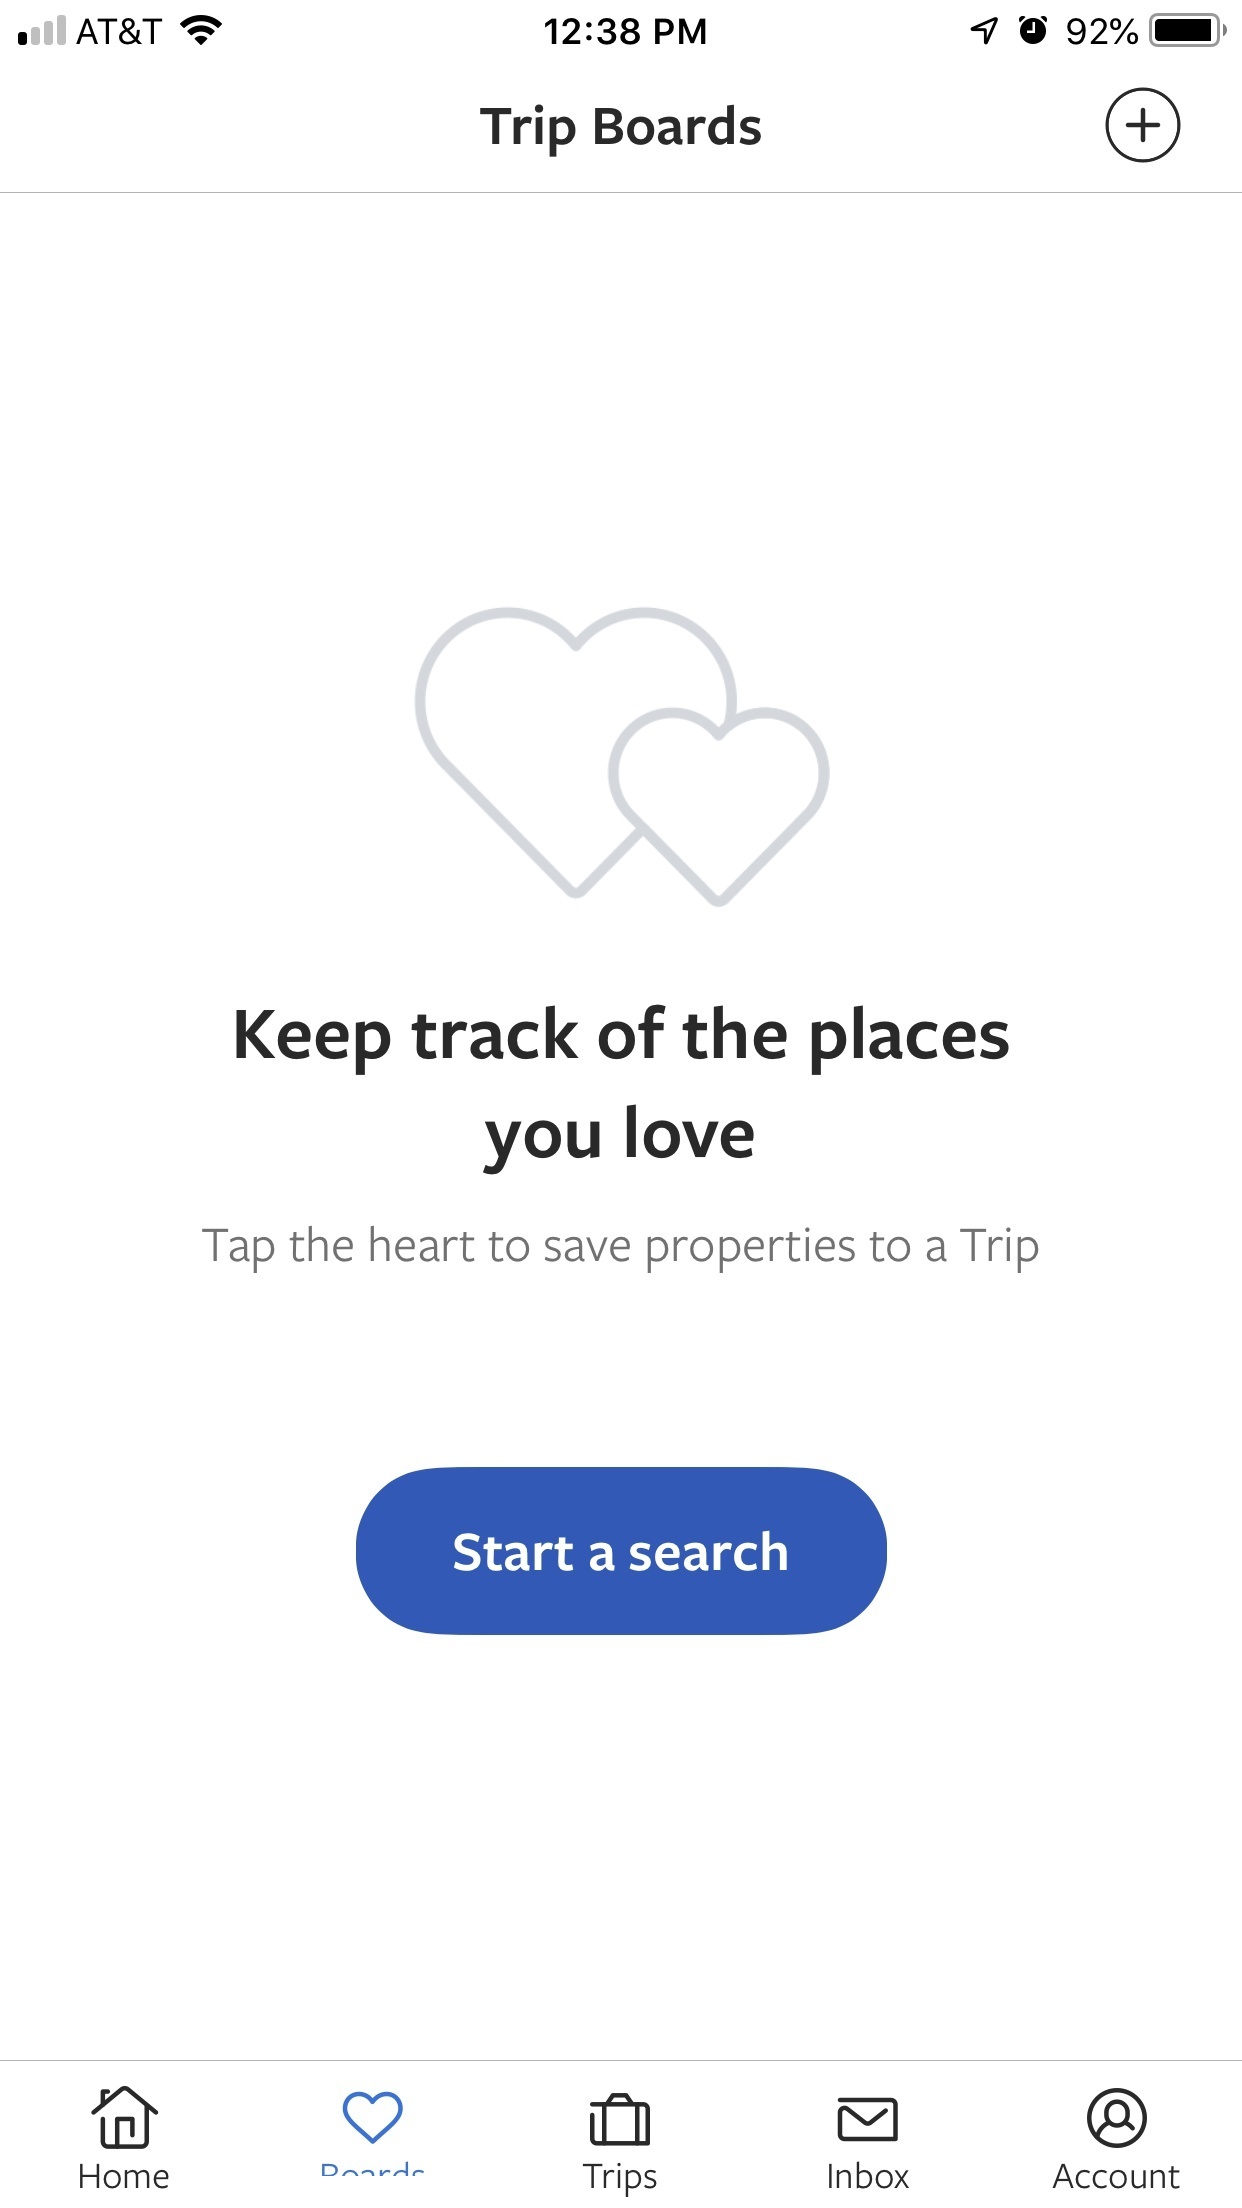 AT&T 12:38 PM 92%
Trip Boards
Keep track of the places
you love
Tap the heart to save properties to a Trip
Start a search
Home Boards Trips Inbox Account